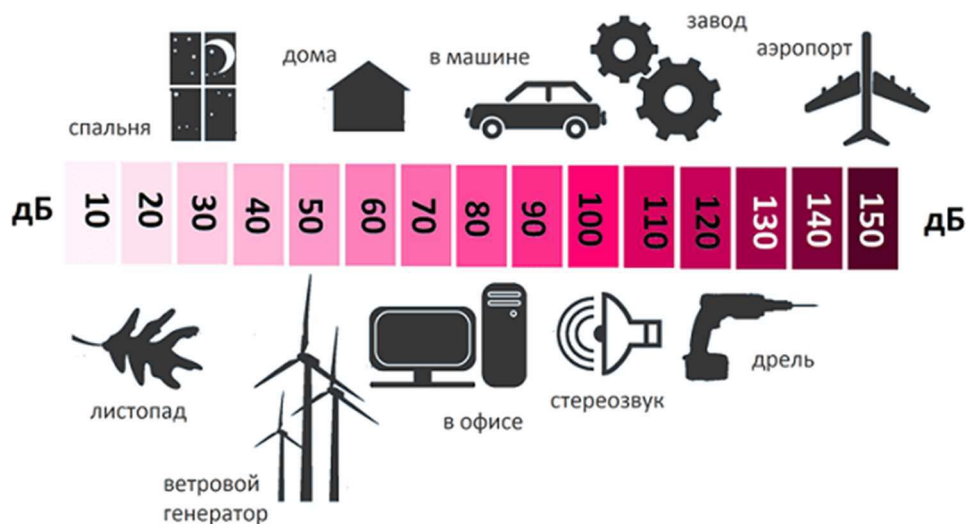 завод
дома
в машине
аэропорт
спальня
дБ 10 20 30 40 50 60 70 80 90 100 110 120 130 140 150 дБ
дрель
стереозвук
листопад
в офисе
ветровой
генератор